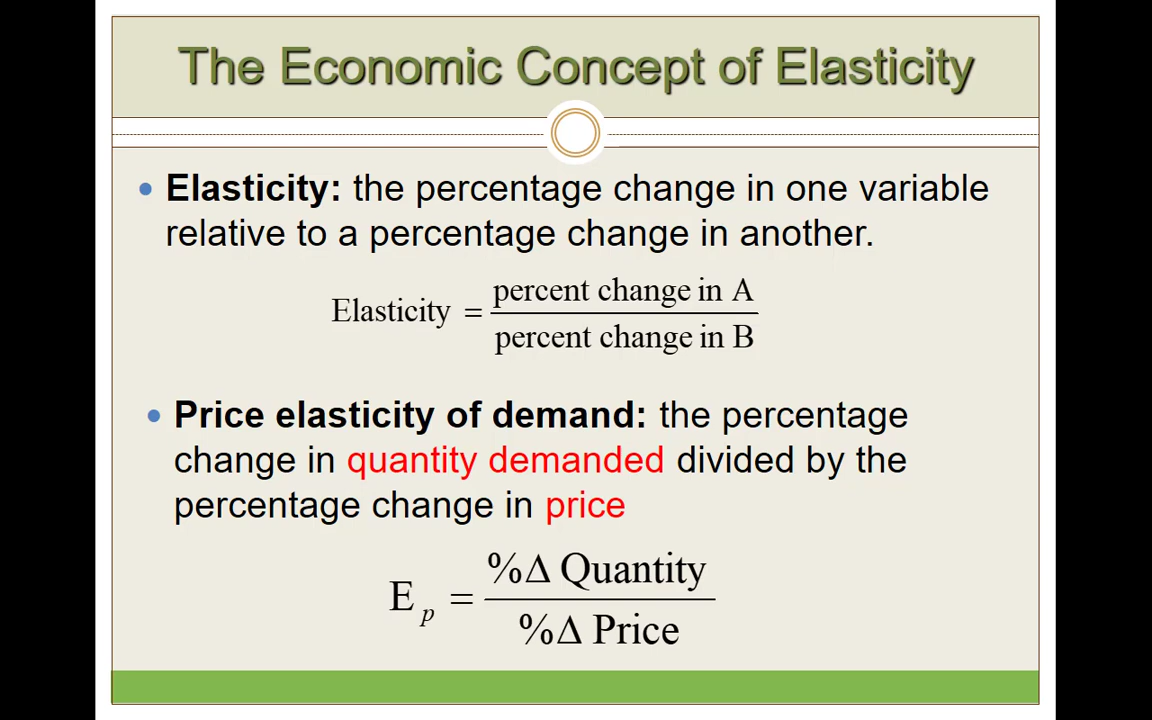 The Economic Concept of Elasticity
• Elasticity: the percentage change in one variable
relative to a percentage change in another.
Elasticity = percent change in A
percent change in B
• Price elasticity of demand: the percentage
change in quantity demanded divided by the
percentage change in price
E p = %Δ Quantity
%Δ Price